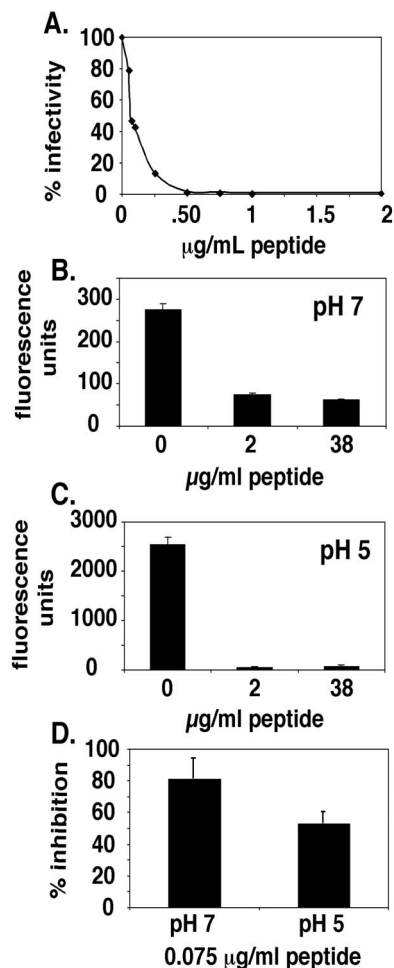 A.
100
80
60
40
20
0
% infectivity
0 .50 1 1.5 2
µg/mL peptide
B.
300
200
100
0
fluorescence
units
pH 7
0 2 38
µg/ml peptide
C.
3000
2000
1000
0
fluorescence
units
pH 5
0 2 38
µg/ml peptide
D.
100
80
60
40
20
0
% inhibition
pH 7 pH 5
0.075 µg/ml peptide